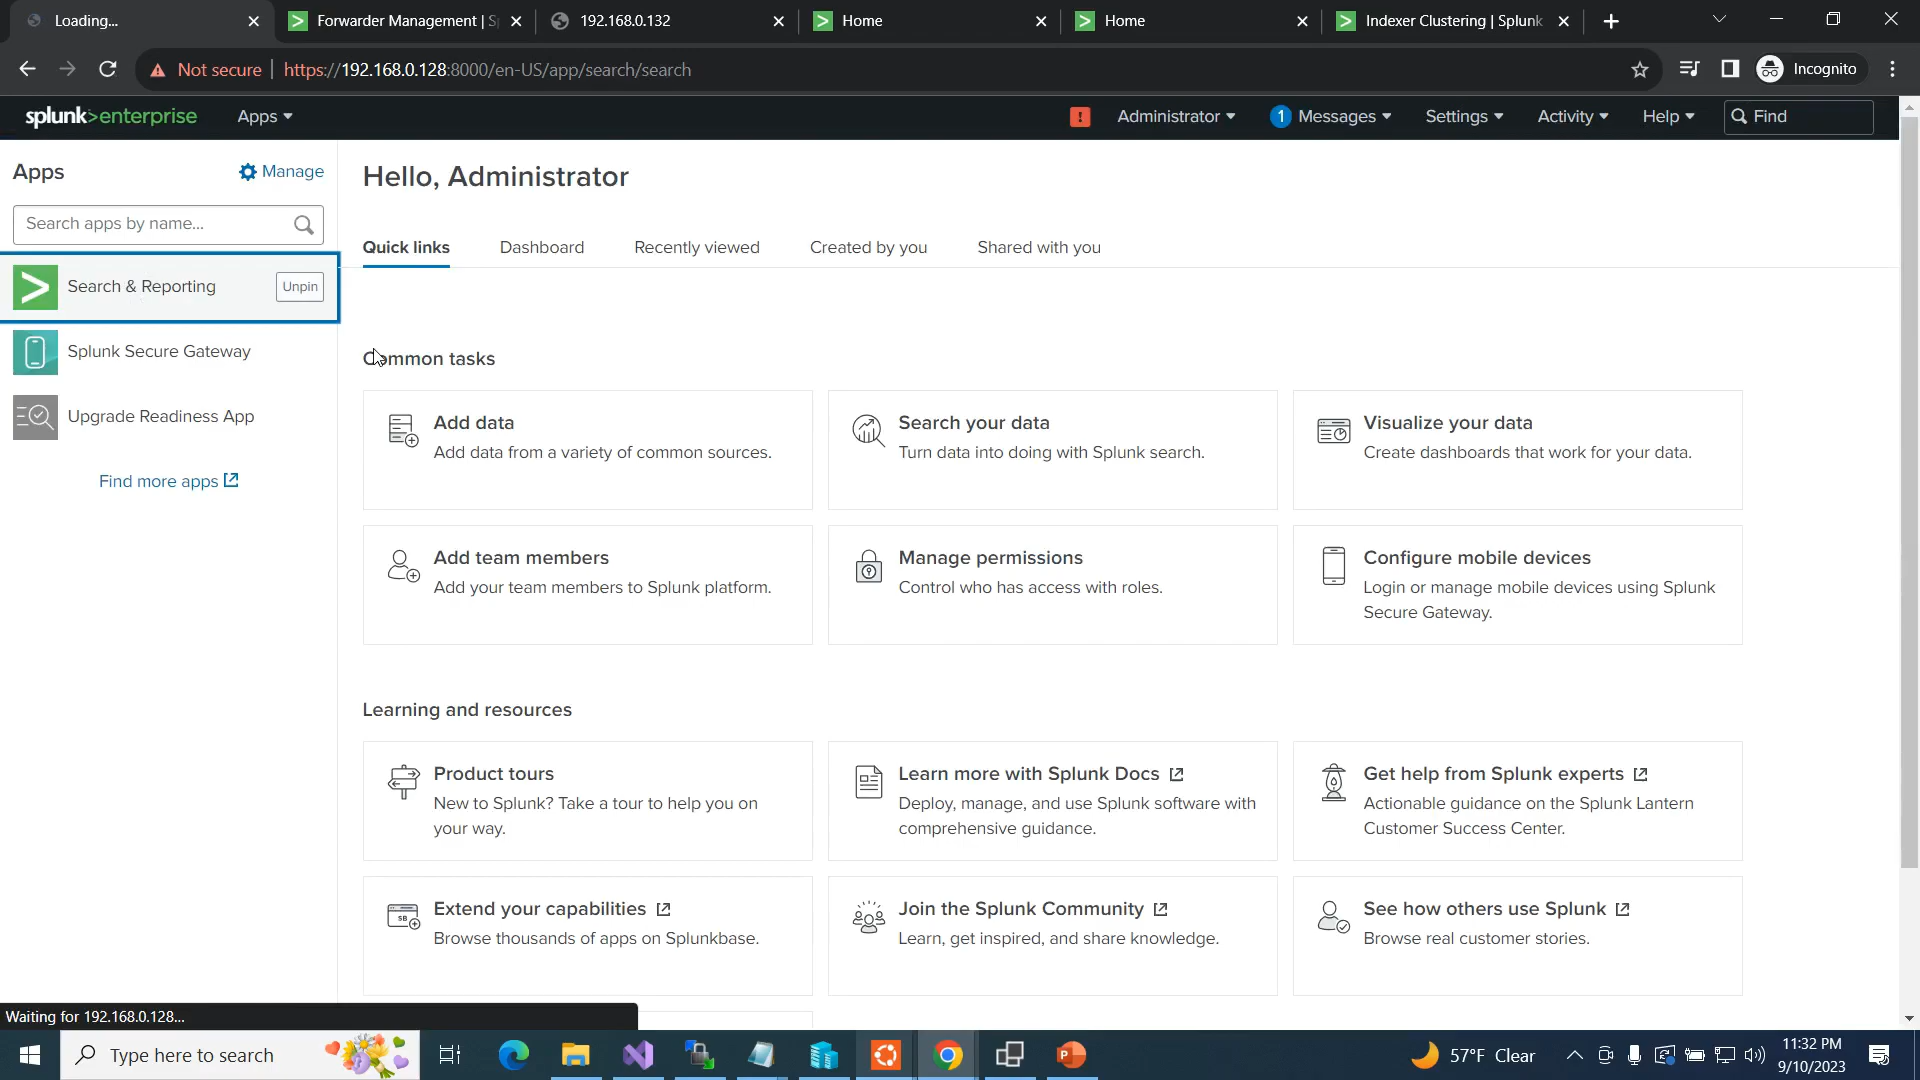 Loading...
Forwarder Management | S
192.168.0.132
Home
Home
Indexer Clustering | Splunk
Not secure
https://192.168.0.128:8000/en-US/app/search/search
Incognito
splunk>enterprise
Apps
Administrator
1
Messages
Settings
Activity
Help
Find
Apps
Manage
Hello, Administrator
Search apps by name...
Quick links
Dashboard
Recently viewed
Created by you
Shared with you
Search & Reporting
Unpin
Splunk Secure Gateway
Upgrade Readiness App
Find more apps
Common tasks
Add data
Add data from a variety of common sources.
Search your data
Turn data into doing with Splunk search.
Visualize your data
Create dashboards that work for your data.
Add team members
Add your team members to Splunk platform.
Manage permissions
Control who has access with roles.
Configure mobile devices
Login or manage mobile devices using Splunk
Secure Gateway.
Learning and resources
Product tours
New to Splunk? Take a tour to help you on
your way.
Learn more with Splunk Docs
Deploy, manage, and use Splunk software with
comprehensive guidance.
Get help from Splunk experts
Actionable guidance on the Splunk Lantern
Customer Success Center.
Extend your capabilities
Browse thousands of apps on Splunkbase.
Join the Splunk Community
Learn, get inspired, and share knowledge.
See how others use Splunk
Browse real customer stories.
Waiting for 192.168.0.128...
Type here to search
57°F Clear
11:32 PM
9/10/2023